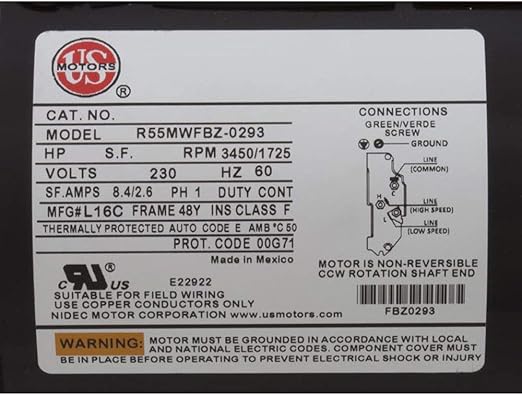 US
MOTORS
®
CAT. NO.
MODEL R55MWFBZ-0293
HP S.F. RPM 3450/1725
VOLTS 230 HZ 60
SF.AMPS 8.4/2.6 PH 1 DUTY CONT
MFG# L16C FRAME 48Y INS CLASS F
THERMALLY PROTECTED AUTO CODE E AMB °C 50
PROT. CODE 00G71
Made in Mexico
C UR US E22922
SUITABLE FOR FIELD WIRING
USE COPPER CONDUCTORS ONLY
NIDEC MOTOR CORPORATION www.usmotors.com
CONNECTIONS
GREEN/VERDE
SCREW
GROUND
LINE
(COMMON)
C
H
LINE
(HIGH SPEED)
L
LINE
(LOW SPEED)
MOTOR IS NON-REVERSIBLE
CCW ROTATION SHAFT END
FBZ0293
WARNING: MOTOR MUST BE GROUNDED IN ACCORDANCE WITH LOCAL
AND NATIONAL ELECTRIC CODES. COMPONENT COVER MUST
BE IN PLACE BEFORE OPERATING TO PREVENT ELECTRICAL SHOCK OR INJURY